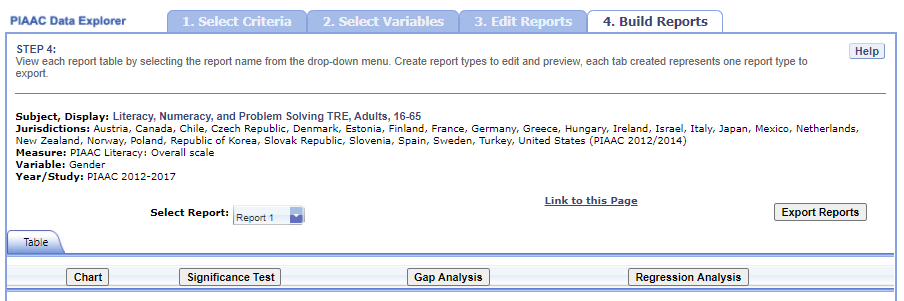 PIAAC Data Explorer
1. Select Criteria
2. Select Variables
3. Edit Reports
4. Build Reports
STEP 4:
View each report table by selecting the report name from the drop-down menu. Create report types to edit and preview, each tab created represents one report type to
export.
Help
Subject, Display: Literacy, Numeracy, and Problem Solving TRE, Adults, 16-65
Jurisdictions: Austria, Canada, Chile, Czech Republic, Denmark, Estonia, Finland, France, Germany, Greece, Hungary, Ireland, Israel, Italy, Japan, Mexico, Netherlands,
New Zealand, Norway, Poland, Republic of Korea, Slovak Republic, Slovenia, Spain, Sweden, Turkey, United States (PIAAC 2012/2014)
Measure: PIAAC Literacy: Overall scale
Variable: Gender
Year/Study: PIAAC 2012-2017
Link to this Page
Select Report: Report 1
Export Reports
Table
Chart
Significance Test
Gap Analysis
Regression Analysis